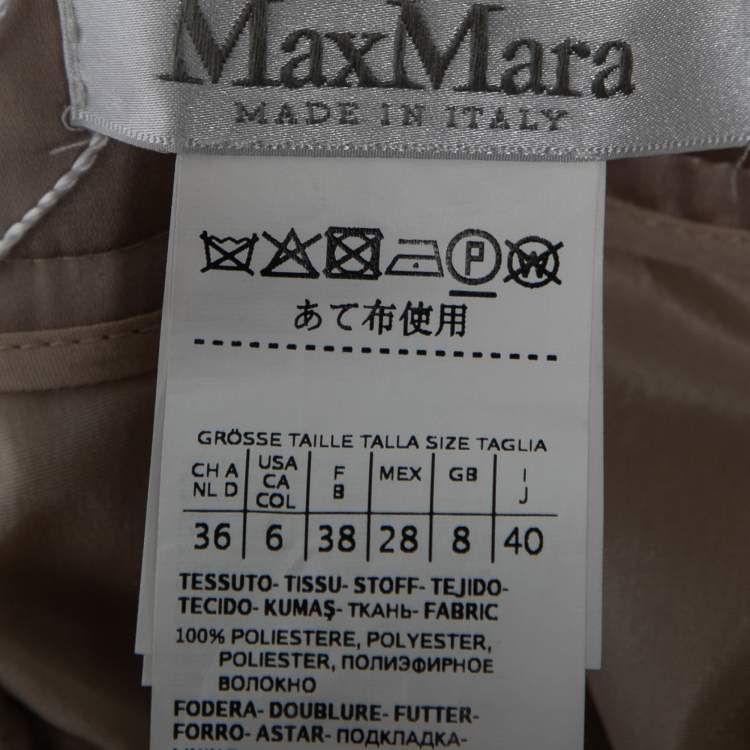 MaxMara
MADE IN ITALY
P W
あて布使用
GRÖSSE TAILLE TALLA SIZE TAGLIA
CH A NL D USA CA COL F B MEX GB I J
36 6 38 28 8 40
TESSUTO- TISSU- STOFF- TEJIDO-
TECIDO- KUMAŞ- ТКАНЬ- FABRIC
100% POLIESTERE, POLYESTER,
POLIESTER, ПОЛИЭФИРНОЕ
ВОЛОКНО
FODERA- DOUBLURE- FUTTER-
FORRO- ASTAR- ПОДКЛАДКА-